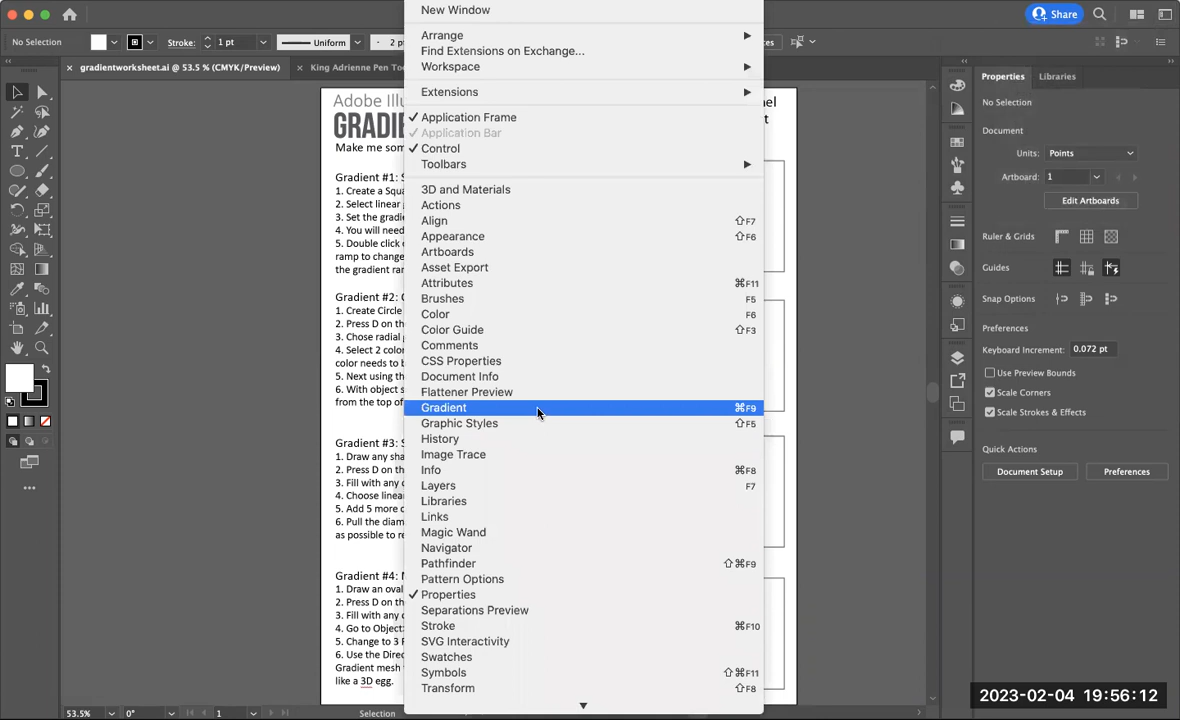 New Window
Share
No Selection
Stroke:
1 pt
Uniform
2 p
Arrange
Find Extensions on Exchange...
Workspace
gradientworksheet.ai @ 53.5 % (CMYK/Preview)
King Adrienne Pen To
Properties
Libraries
Extensions
No Selection
Adobe Illu
nel
GRADIE
t
Make me som
Application Frame
Application Bar
Control
Toolbars
Document
Units:
Points
Artboard:
1
Edit Artboards
Gradient #1: S
1. Create a Squa
2. Select linear g
3. Set the gradie
4. You will need
5. Double click o
ramp to change
the gradient ran
3D and Materials
Actions
Align ⇧F7
Appearance ⇧F6
Artboards
Asset Export
Attributes ⌘F11
Brushes F5
Color F6
Color Guide ⇧F3
Comments
CSS Properties
Document Info
Flattener Preview
Gradient ⌘F9
Graphic Styles ⇧F5
History
Image Trace
Info ⌘F8
Layers F7
Libraries
Links
Magic Wand
Navigator
Pathfinder ⇧⌘F9
Pattern Options
Properties
Separations Preview
Stroke ⌘F10
SVG Interactivity
Swatches
Symbols ⇧⌘F11
Transform ⇧F8
Ruler & Grids
Guides
Snap Options
Preferences
Keyboard Increment:
0.072 pt
Use Preview Bounds
Scale Corners
Scale Strokes & Effects
Quick Actions
Document Setup
Preferences
Gradient #2: C
1. Create Circle
2. Press D on th
3. Chose radial g
4. Select 2 color
color needs to b
5. Next using th
6. With object s
from the top of
Gradient #3: S
1. Draw any sha
2. Press D on th
3. Fill with any c
4. Choose linear
5. Add 5 more c
6. Pull the diam
as possible to re
Gradient #4: M
1. Draw an oval
2. Press D on th
3. Fill with any c
4. Go to Object>
5. Change to 3 R
6. Use the Direc
Gradient mesh t
like a 3D egg.
2023-02-04 19:56:12
53.5%
0°
1
Selection